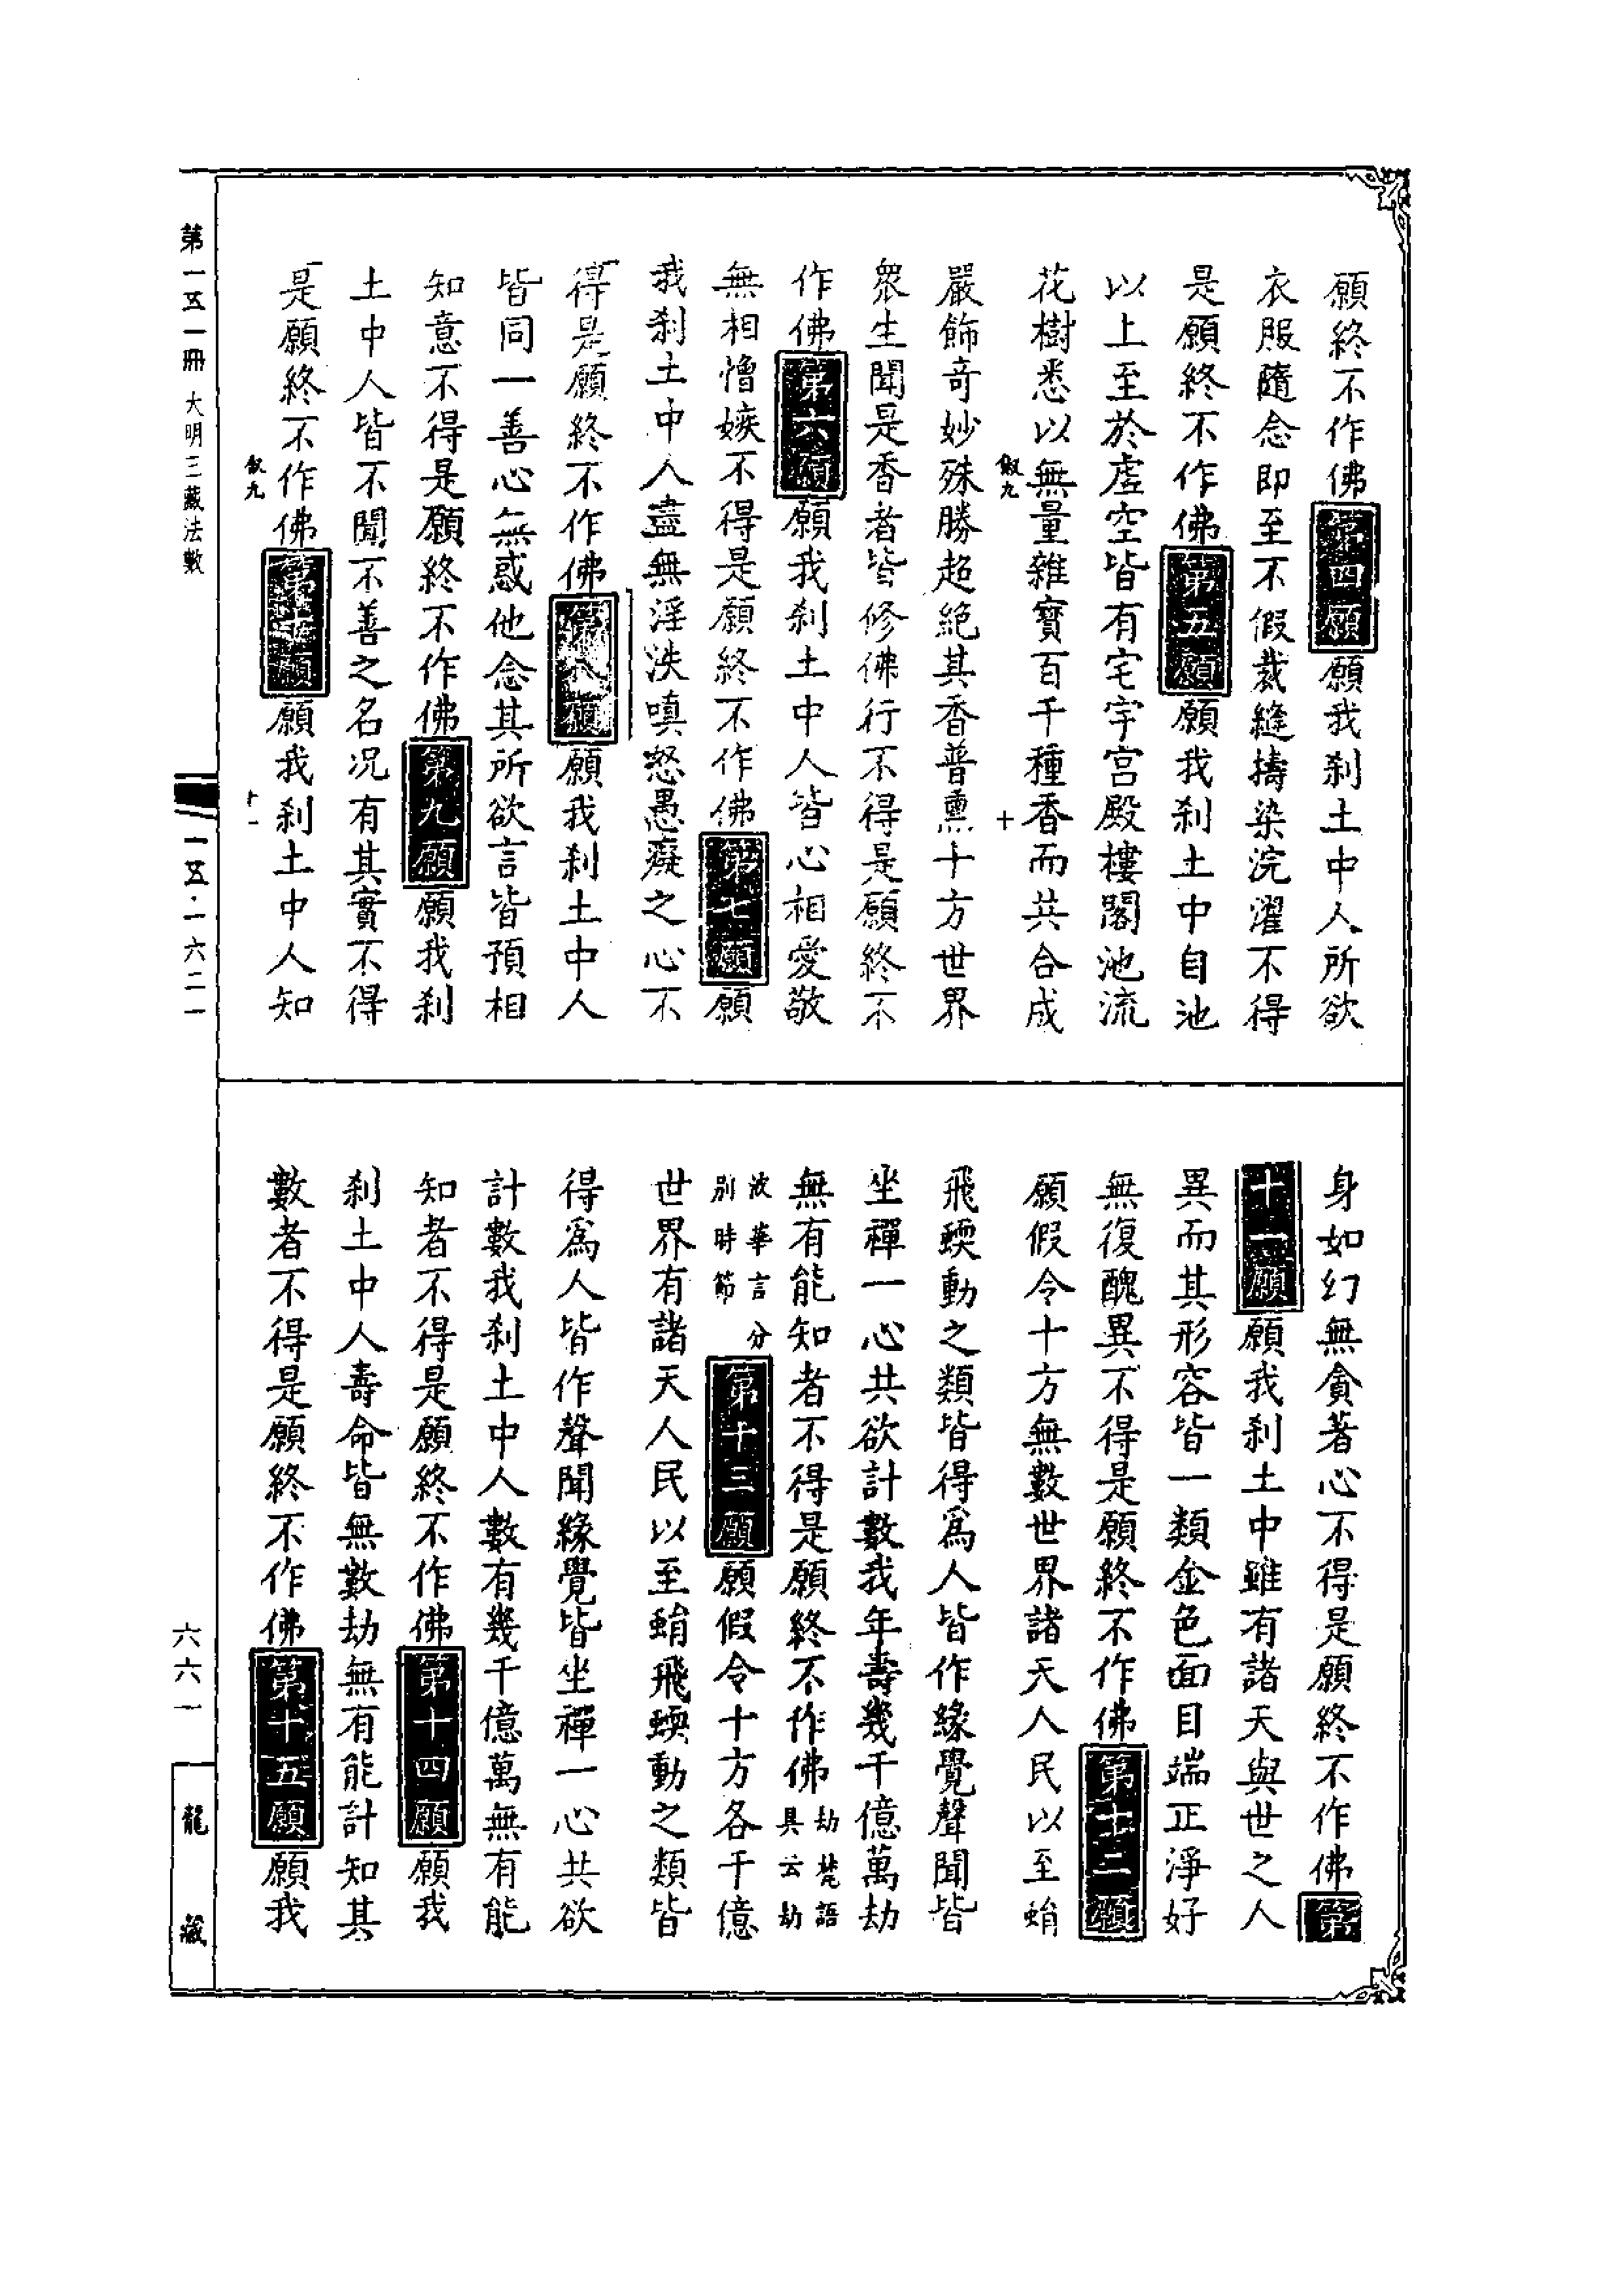 願終不作佛第四願願我刹土中人所欲
衣服隨念即至不假裁縫擣染浣濯不得
是願終不作佛第五願願我刹土中自池
以上至於虛空皆有宅宇宮殿樓閣池流
花樹悉以無量雜寶百千種香而共合成
嚴飾奇妙殊勝超絶其香普熏十方世界
衆生聞是香者皆修佛行不得是願終不
作佛第六願願我刹土中人皆心相愛敬
無相憎嫉不得是願終不作佛第七願願
我刹土中人盡無淫泆嗔怒愚癡之心不
得是願終不作佛第八願願我刹土中人
皆同一善心無惑他念其所欲言皆預相
知意不得是願終不作佛第九願願我刹
土中人皆不聞不善之名况有其實不得
是願終不作佛第十願願我刹土中人知
身如幻無貪著心不得是願終不作佛第
十一願願我刹土中雖有諸天與世之人
異而其形容皆一類金色面目端正淨好
無復醜異不得是願終不作佛第十二願
願假令十方無數世界諸天人民以至蜎
飛蝡動之類皆得爲人皆作緣覺聲聞皆
坐禪一心共欲計數我年壽幾千億萬劫
無有能知者不得是願終不作佛劫梵語具云劫
波華言分別時節第十三願願假令十方各千億
世界有諸天人民以至蜎飛蝡動之類皆
得爲人皆作聲聞緣覺皆坐禪一心共欲
計數我刹土中人數有幾千億萬無有能
知者不得是願終不作佛第十四願願我
刹土中人壽命皆無數劫無有能計知其
數者不得是願終不作佛第十五願願我
第一五一冊 大明三藏法數
一五·一六二一
六六一
龍藏
十
十一